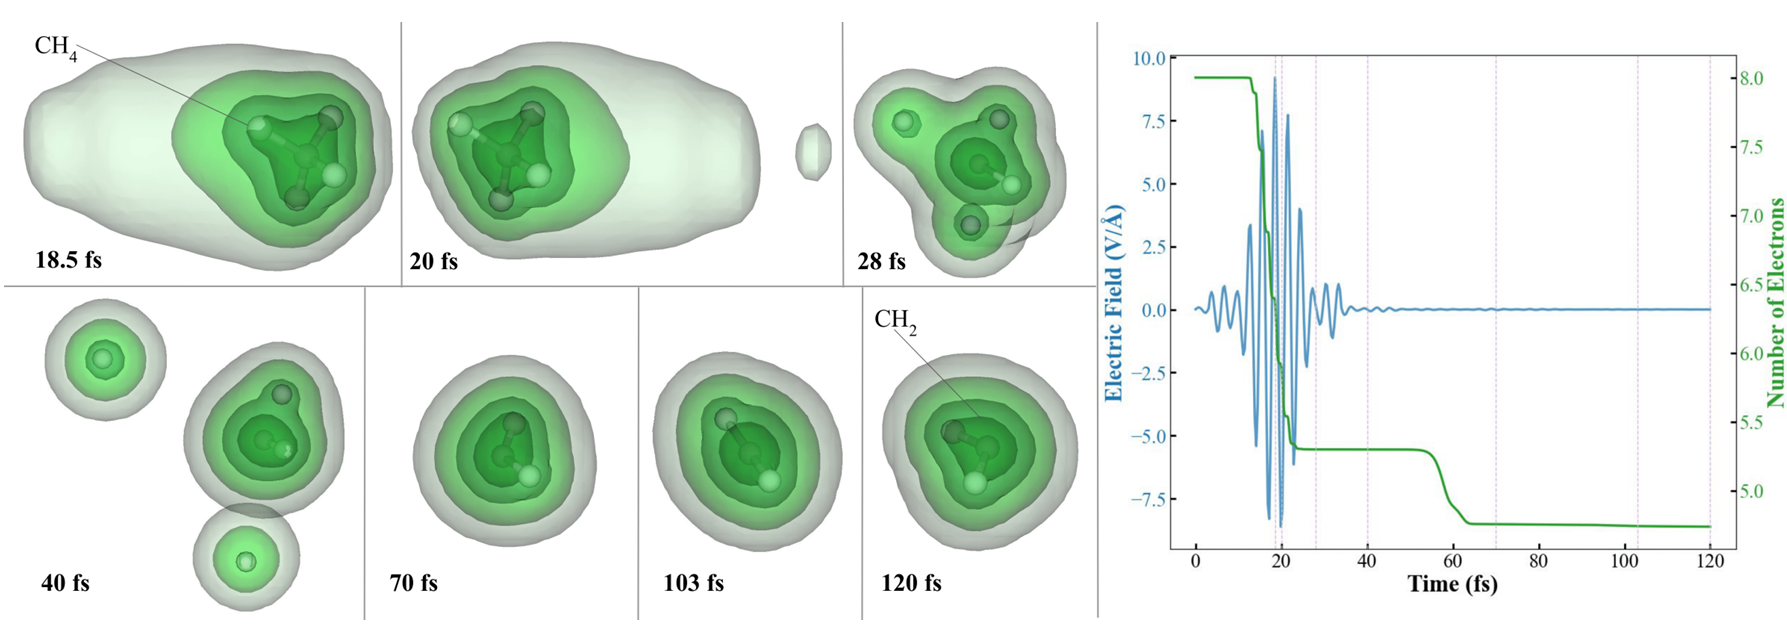 CH4
18.5 fs
20 fs
28 fs
40 fs
70 fs
103 fs
CH2
120 fs
Electric Field (V/Å)
10.0
7.5
5.0
2.5
0.0
−2.5
−5.0
−7.5
0
20
40
60
80
100
120
Time (fs)
8.0
7.5
7.0
6.5
6.0
5.5
5.0
Number of Electrons